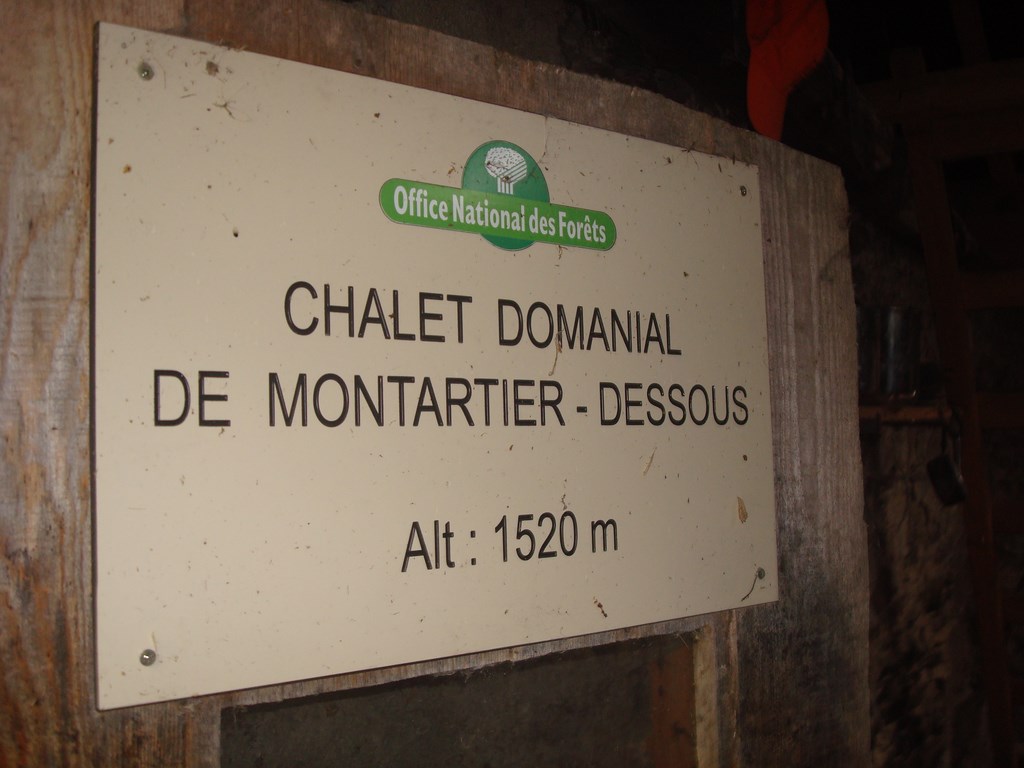 Office National des Forêts
CHALET DOMANIAL
DE MONTARTIER - DESSOUS
Alt : 1520 m